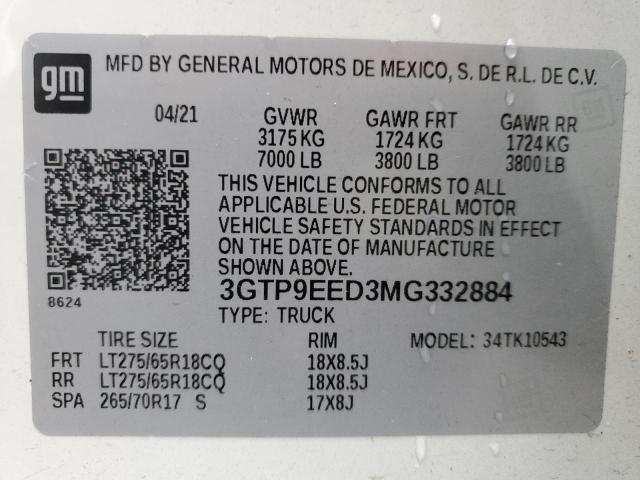 gm
MFD BY GENERAL MOTORS DE MEXICO, S. DE R.L. DE C.V.
04/21 GVWR GAWR FRT GAWR RR
3175 KG 1724 KG 1724 KG
7000 LB 3800 LB 3800 LB
THIS VEHICLE CONFORMS TO ALL
APPLICABLE U.S. FEDERAL MOTOR
VEHICLE SAFETY STANDARDS IN EFFECT
ON THE DATE OF MANUFACTURE
SHOWN ABOVE.
8624
3GTP9EED3MG332884
TYPE: TRUCK
TIRE SIZE RIM MODEL: 34TK10543
FRT LT275/65R18CQ 18X8.5J
RR LT275/65R18CQ 18X8.5J
SPA 265/70R17 S 17X8J